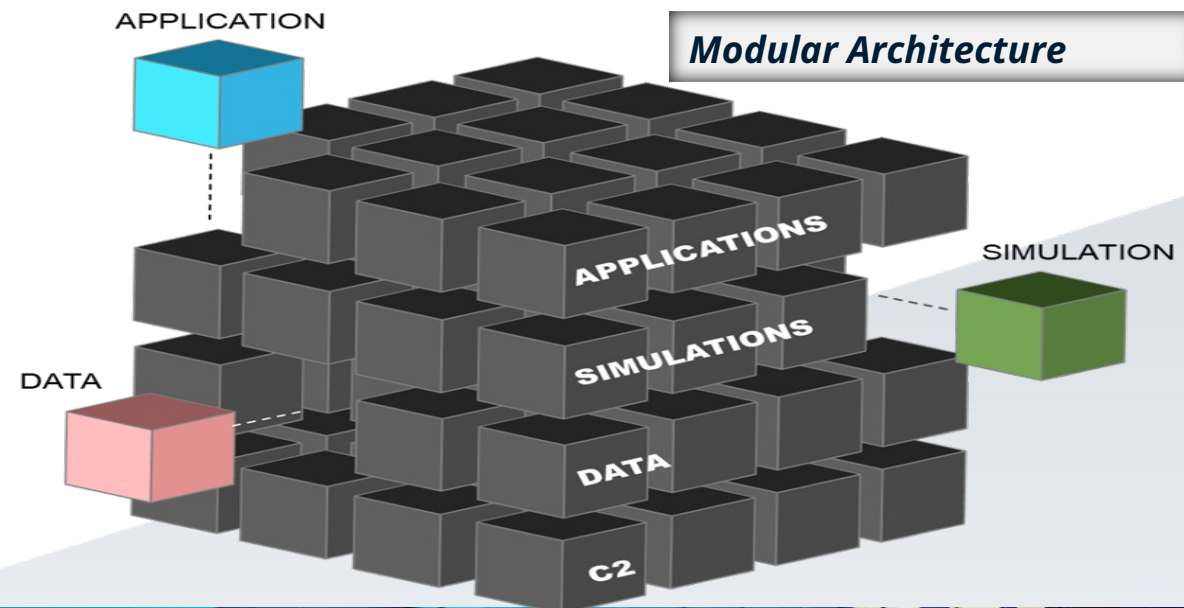 APPLICATION
Modular Architecture
APPLICATIONS
SIMULATION
SIMULATIONS
DATA
DATA
C2